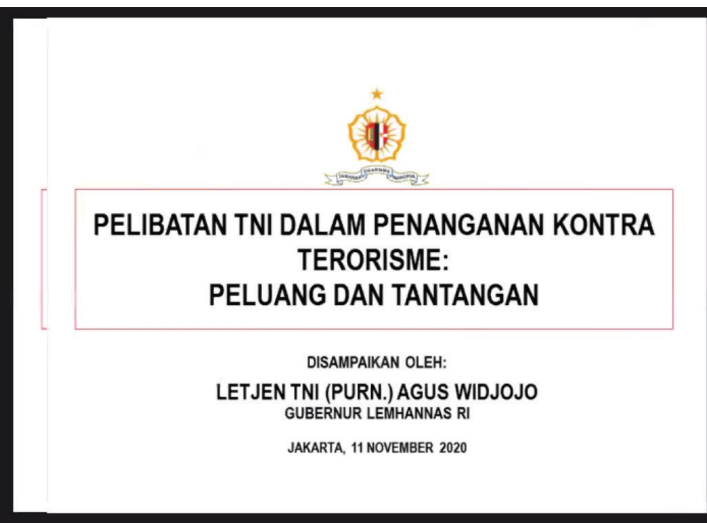 PELIBATAN TNI DALAM PENANGANAN KONTRA
TERORISME:
PELUANG DAN TANTANGAN
DISAMPAIKAN OLEH:
LETJEN TNI (PURN.) AGUS WIDJOJO
GUBERNUR LEMHANNAS RI
JAKARTA, 11 NOVEMBER 2020